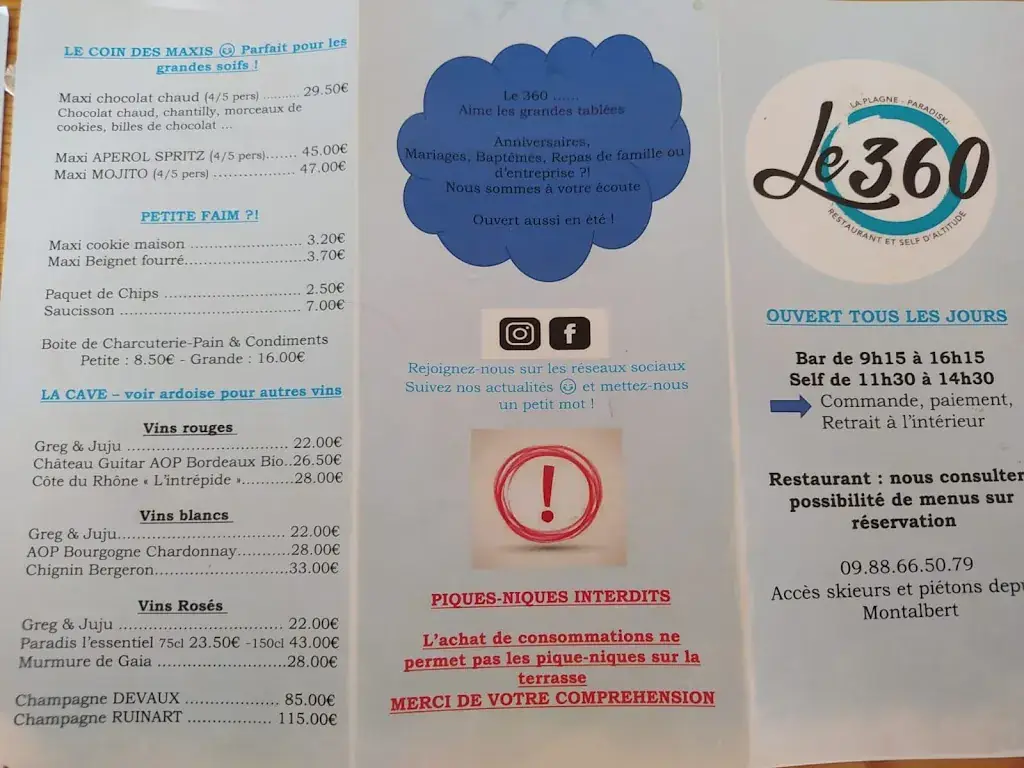 LE COIN DES MAXIS ☺ Parfait pour les
grandes soifs !
Maxi chocolat chaud (4/5 pers) .......... 29.50€
Chocolat chaud, chantilly, morceaux de
cookies, billes de chocolat ...
Maxi APEROL SPRITZ (4/5 pers)....... 45.00€
Maxi MOJITO (4/5 pers) .................. 47.00€
PETITE FAIM ?!
Maxi cookie maison ........................ 3.20€
Maxi Beignet fourré......................... 3.70€
Paquet de Chips ............................. 2.50€
Saucisson ...................................... 7.00€
Boite de Charcuterie-Pain & Condiments
Petite : 8.50€ - Grande : 16.00€
LA CAVE – voir ardoise pour autres vins
Vins rouges
Greg & Juju ................................. 22.00€
Château Guitar AOP Bordeaux Bio..26.50€
Côte du Rhône « L'intrépide »..........28.00€
Vins blancs
Greg & Juju.................................. 22.00€
AOP Bourgogne Chardonnay...........28.00€
Chignin Bergeron...........................33.00€
Vins Rosés
Greg & Juju ................................... 22.00€
Paradis l'essentiel 75cl 23.50€ -150cl 43.00€
Murmure de Gaia ..........................28.00€
Champagne DEVAUX ................... 85.00€
Champagne RUINART ................. 115.00€
Le 360 ......
Aime les grandes tablées
Anniversaires,
Mariages, Baptêmes, Repas de famille ou
d'entreprise ?!
Nous sommes à votre écoute
Ouvert aussi en été !
Rejoignez-nous sur les réseaux sociaux
Suivez nos actualités ☺ et mettez-nous
un petit mot !
!
PIQUES-NIQUES INTERDITS
L'achat de consommations ne
permet pas les pique-niques sur la
terrasse
MERCI DE VOTRE COMPREHENSION
LA PLAGNE - PARADISKI
Le 360
RESTAURANT ET SELF D'ALTITUDE
OUVERT TOUS LES JOURS
Bar de 9h15 à 16h15
Self de 11h30 à 14h30
Commande, paiement,
Retrait à l'intérieur
Restaurant : nous consulter
possibilité de menus sur
réservation
09.88.66.50.79
Accès skieurs et piétons depu
Montalbert